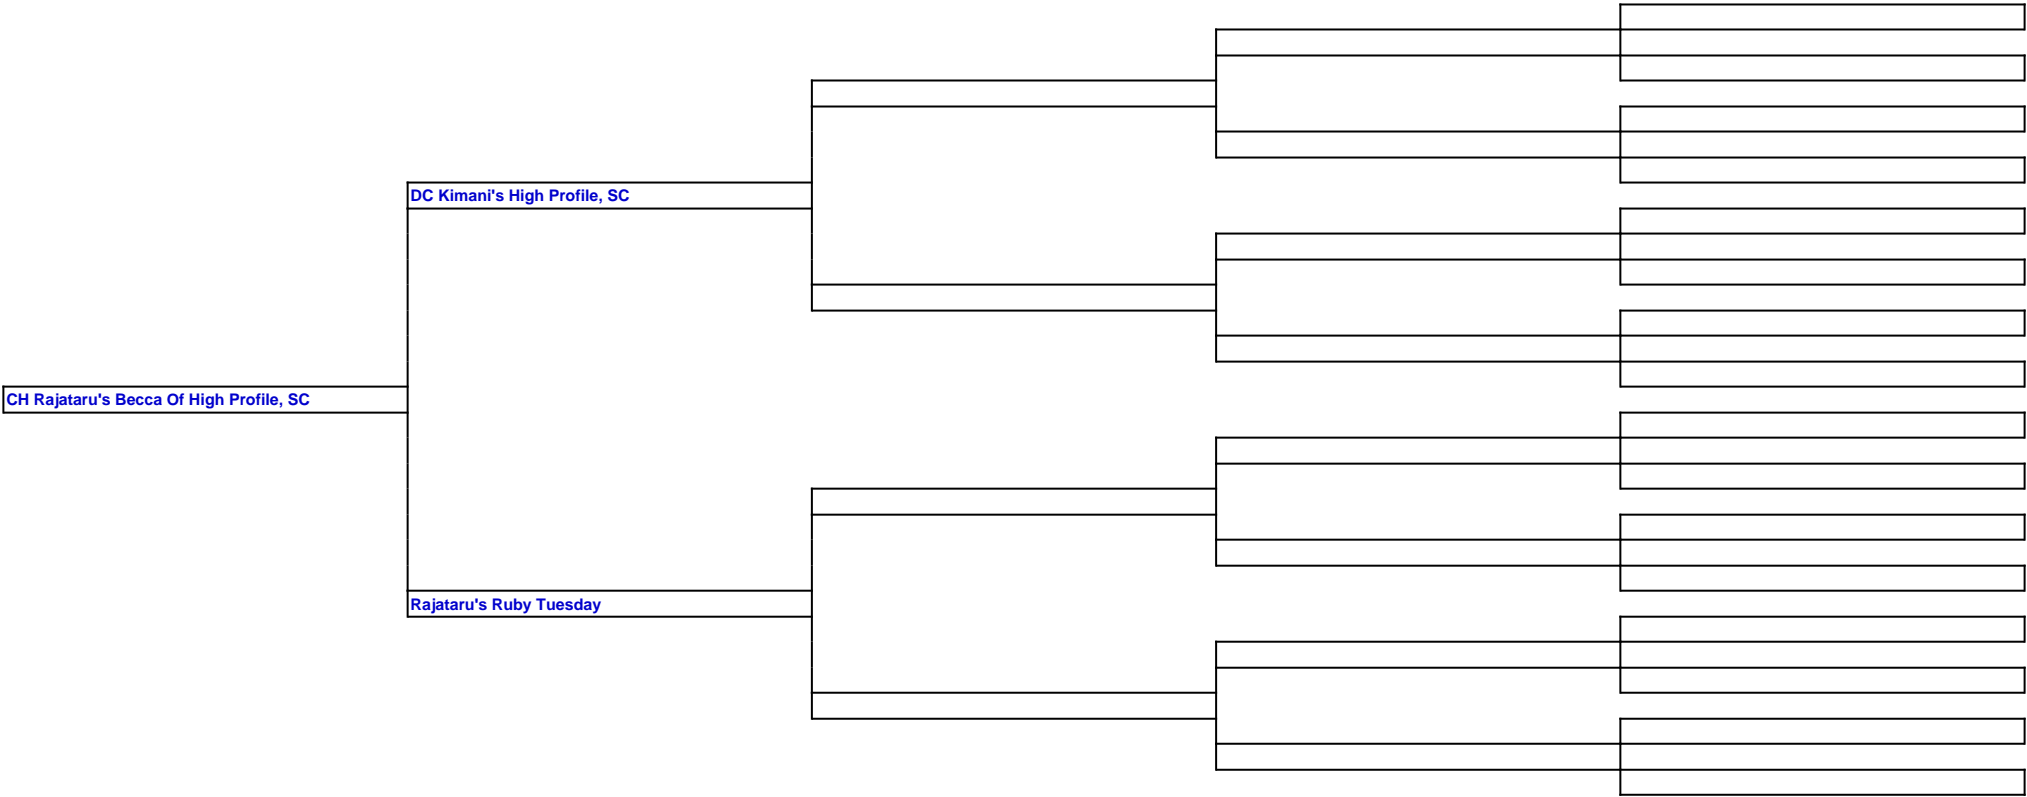 DC Kimani's High Profile, SC
CH Rajataru's Becca Of High Profile, SC
Rajataru's Ruby Tuesday